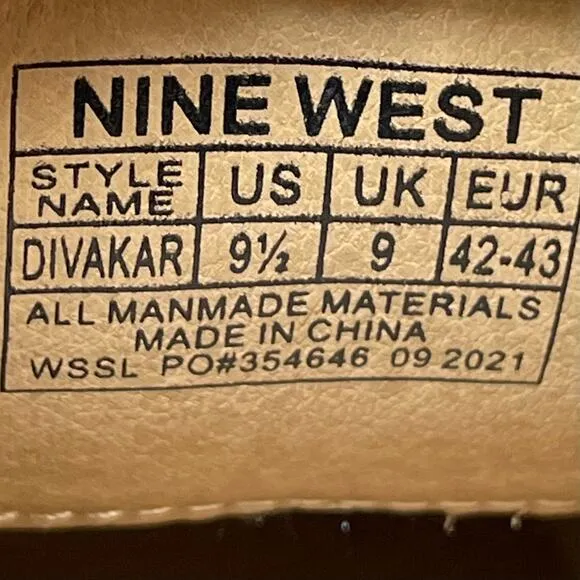 NINE WEST
STYLE NAME US UK EUR
DIVAKAR 9½ 9 42-43
ALL MANMADE MATERIALS
MADE IN CHINA
WSSL PO#354646 09 2021